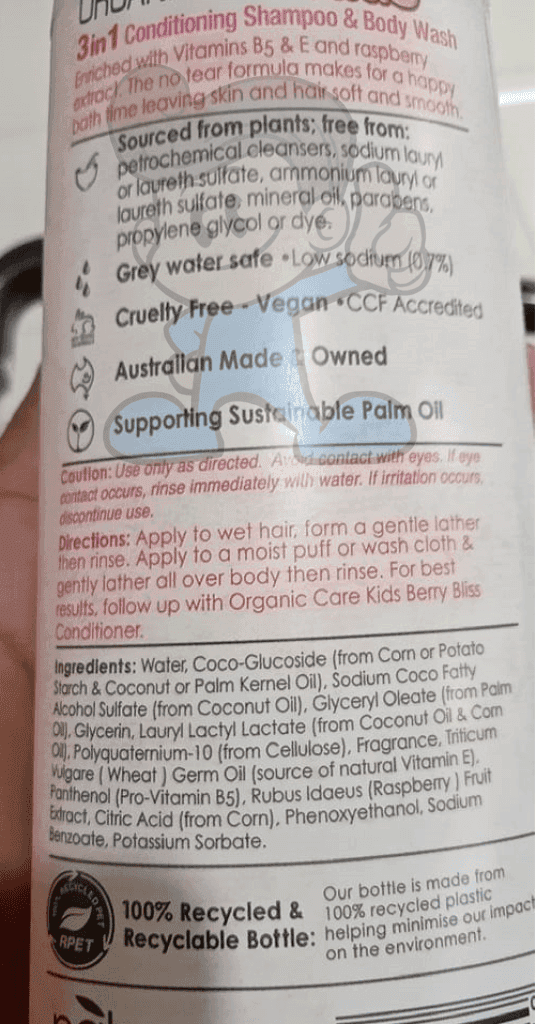 3in1 Conditioning Shampoo & Body Wash
Enriched with Vitamins B5 & E and raspberry
extract. The no tear formula makes for a happy
bath time leaving skin and hair soft and smooth.
Sourced from plants; free from:
petrochemical cleansers, sodium lauryl
or laureth sulfate, ammonium lauryl or
laureth sulfate, mineral oil, parabens,
propylene glycol or dye.
Grey water safe •Low sodium (0.7%)
Cruelty Free - Vegan •CCF Accredited
Australian Made & Owned
Supporting Sustainable Palm Oil
Caution: Use only as directed. Avoid contact with eyes. If eye
contact occurs, rinse immediately with water. If irritation occurs,
discontinue use.
Directions: Apply to wet hair, form a gentle lather
then rinse. Apply to a moist puff or wash cloth &
gently lather all over body then rinse. For best
results, follow up with Organic Care Kids Berry Bliss
Conditioner.
Ingredients: Water, Coco-Glucoside (from Corn or Potato
Starch & Coconut or Palm Kernel Oil), Sodium Coco Fatty
Alcohol Sulfate (from Coconut Oil), Glyceryl Oleate (from Palm
Oil), Glycerin, Lauryl Lactyl Lactate (from Coconut Oil & Corn
Oil), Polyquaternium-10 (from Cellulose), Fragrance, Triticum
Vulgare ( Wheat ) Germ Oil (source of natural Vitamin E),
Panthenol (Pro-Vitamin B5), Rubus Idaeus (Raspberry ) Fruit
Extract, Citric Acid (from Corn), Phenoxyethanol, Sodium
Benzoate, Potassium Sorbate.
100% RECYCLED PET
RPET
100% Recycled &
Recyclable Bottle:
Our bottle is made from
100% recycled plastic
helping minimise our impact
on the environment.